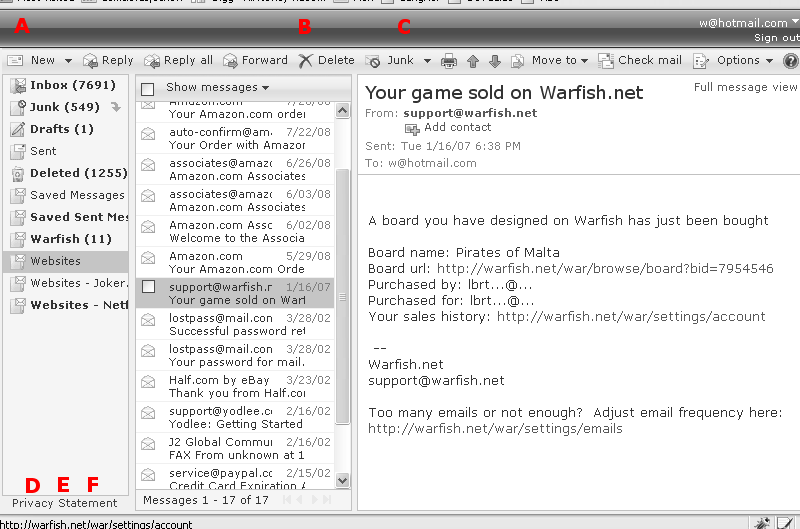 A B C
w@hotmail.com
Sign out
New Reply Reply all Forward Delete Junk Move to Check mail Options ?
Inbox (7691)
Junk (549)
Drafts (1)
Sent
Deleted (1255)
Saved Messages
Saved Sent Mes
Warfish (11)
Websites
Websites - Joker.
Websites - Netf
D E F
Privacy Statement
Show messages
Amazon.com
Your Amazon.com order
auto-confirm@am 7/22/08
Your Order with Amazon
associates@amazo 6/26/08
Amazon.com Associates
associates@amazo 6/03/08
Amazon.com Associates
Amazon.com Assc 6/02/08
Welcome to the Associa
Amazon.com 5/29/08
Your Amazon.com Orde
support@warfish.r 1/16/07
Your game sold on Warf
lostpass@mail.con 3/28/02
Successful password ret
lostpass@mail.con 3/28/02
Your password for mail.
Half.com by eBay 3/23/02
Thank you from Half.com
support@yodlee.cc 2/16/02
Yodlee: Getting Started
J2 Global Commur 2/16/02
FAX From unknown at 1
service@paypal.cc 2/15/02
Credit Card Expiration A
Messages 1 - 17 of 17
Your game sold on Warfish.net
Full message view
From: support@warfish.net
Add contact
Sent: Tue 1/16/07 6:38 PM
To: w@hotmail.com
A board you have designed on Warfish has just been bought
Board name: Pirates of Malta
Board url: http://warfish.net/war/browse/board?bid=7954546
Purchased by: lbrt...@...
Purchased for: lbrt...@...
Your sales history: http://warfish.net/war/settings/account
--
Warfish.net
support@warfish.net
Too many emails or not enough? Adjust email frequency here:
http://warfish.net/war/settings/emails
http://warfish.net/war/settings/account